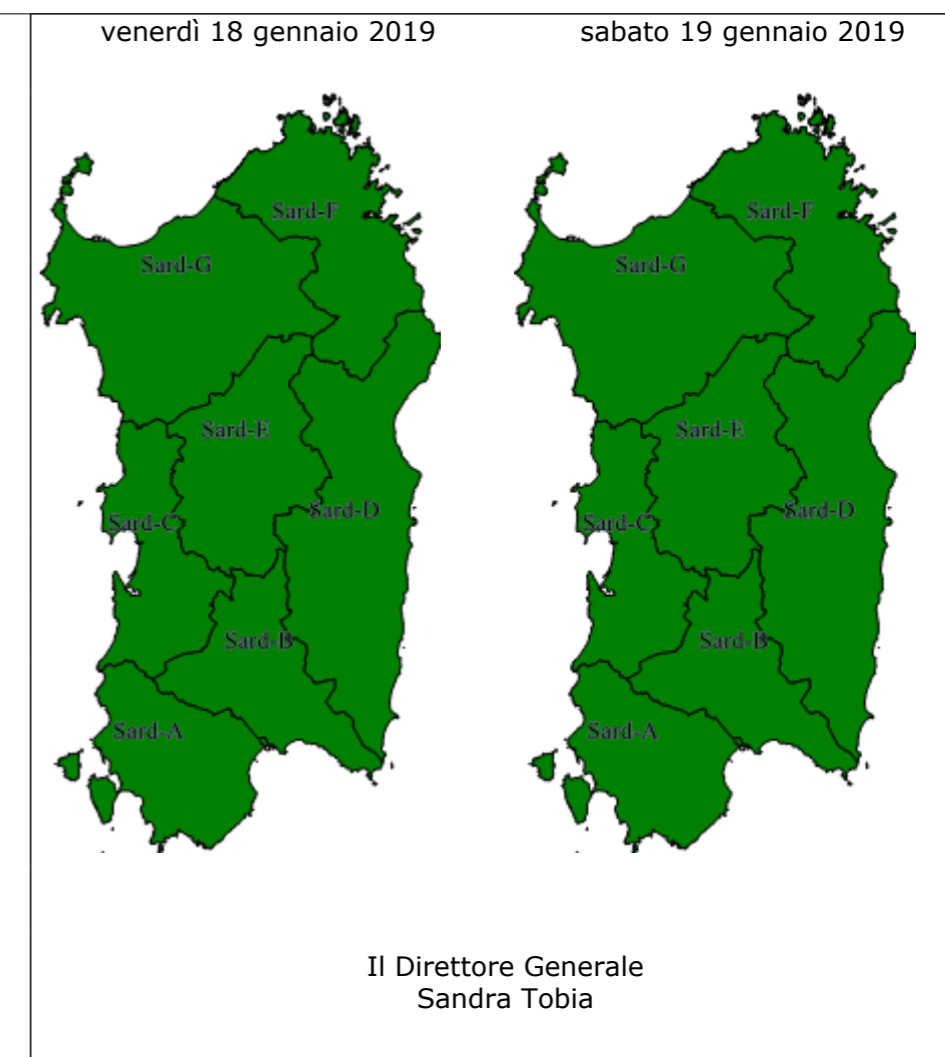 venerdì 18 gennaio 2019
sabato 19 gennaio 2019
Sard-F
Sard-G
Sard-E
Sard-D
Sard-C
Sard-B
Sard-A
Sard-F
Sard-G
Sard-E
Sard-D
Sard-C
Sard-B
Sard-A
Il Direttore Generale
Sandra Tobia